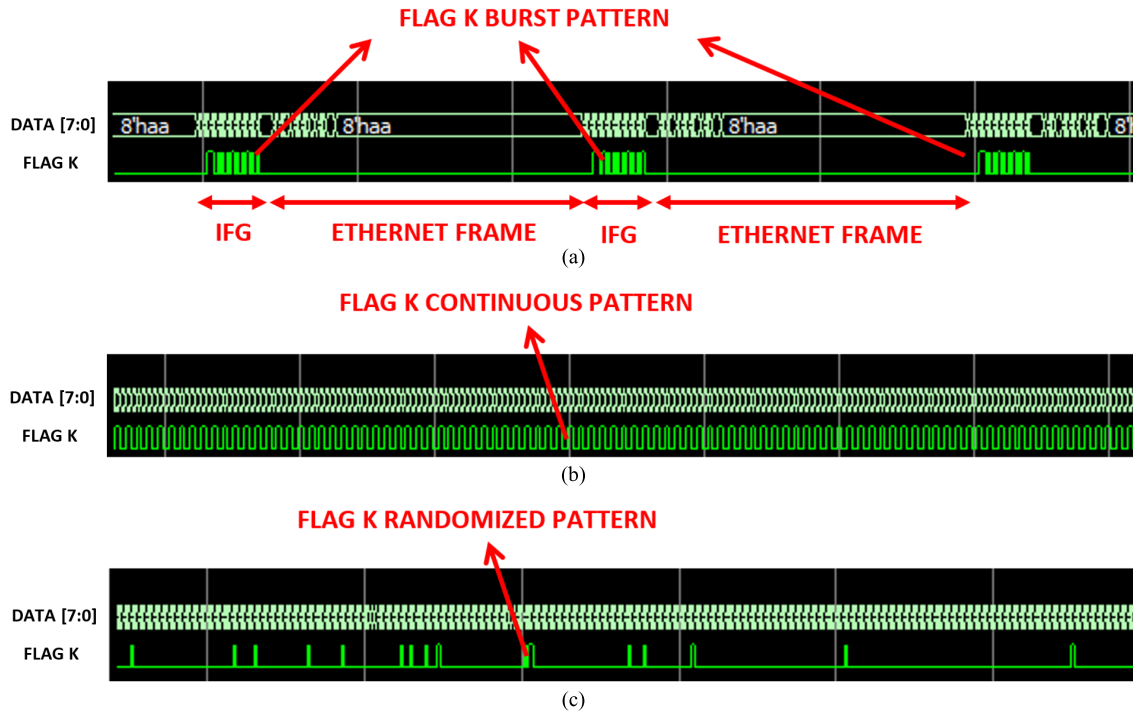 FLAG K BURST PATTERN
DATA [7:0]
8'haa
8'haa
8'haa
8'h
FLAG K
IFG
ETHERNET FRAME
IFG
ETHERNET FRAME
(a)
FLAG K CONTINUOUS PATTERN
DATA [7:0]
FLAG K
(b)
FLAG K RANDOMIZED PATTERN
DATA [7:0]
FLAG K
(c)